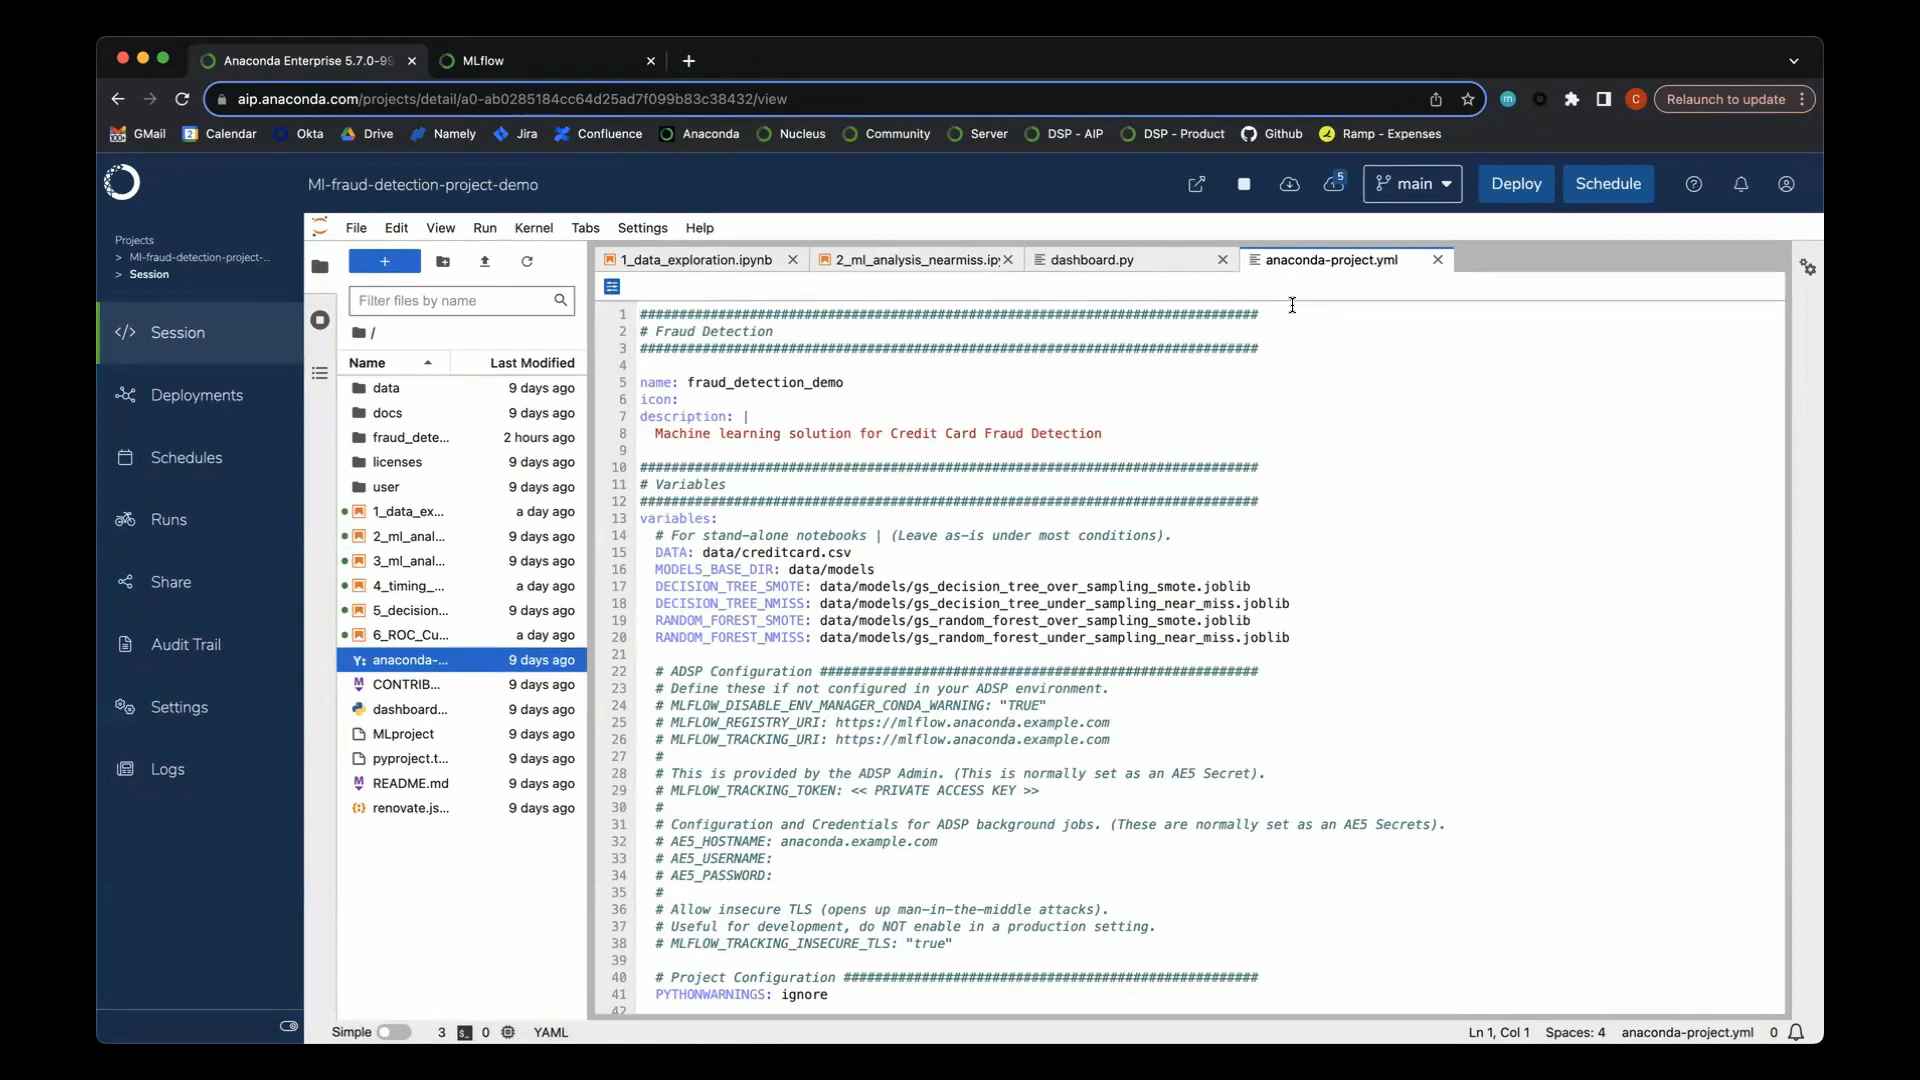 Anaconda Enterprise 5.7.0-99
MLflow
aip.anaconda.com/projects/detail/a0-ab0285184cc64d25ad7f099b83c38432/view
C
Relaunch to update
GMail
Calendar
Okta
Drive
Namely
Jira
Confluence
Anaconda
Nucleus
Community
Server
DSP - AIP
DSP - Product
Github
Ramp - Expenses
MI-fraud-detection-project-demo
5
main
Deploy
Schedule
Projects
> MI-fraud-detection-project-...
> Session
Session
Deployments
Schedules
Runs
Share
Audit Trail
Settings
Logs
File Edit View Run Kernel Tabs Settings Help
+
Filter files by name
/
Name Last Modified
data 9 days ago
docs 9 days ago
fraud_dete... 2 hours ago
licenses 9 days ago
user 9 days ago
1_data_ex... a day ago
2_ml_anal... 9 days ago
3_ml_anal... 9 days ago
4_timing_... a day ago
5_decision... 9 days ago
6_ROC_Cu... a day ago
anaconda-... 9 days ago
CONTRIB... 9 days ago
dashboard... 9 days ago
MLproject 9 days ago
pyproject.t... 9 days ago
README.md 9 days ago
renovate.js... 9 days ago
1_data_exploration.ipynb
2_ml_analysis_nearmiss.ipy
dashboard.py
anaconda-project.yml
1 ###############################################################################
2 # Fraud Detection
3 ###############################################################################
4
5 name: fraud_detection_demo
6 icon:
7 description: |
8 Machine learning solution for Credit Card Fraud Detection
9
10 ###############################################################################
11 # Variables
12 ###############################################################################
13 variables:
14 # For stand-alone notebooks | (Leave as-is under most conditions).
15 DATA: data/creditcard.csv
16 MODELS_BASE_DIR: data/models
17 DECISION_TREE_SMOTE: data/models/gs_decision_tree_over_sampling_smote.joblib
18 DECISION_TREE_NMISS: data/models/gs_decision_tree_under_sampling_near_miss.joblib
19 RANDOM_FOREST_SMOTE: data/models/gs_random_forest_over_sampling_smote.joblib
20 RANDOM_FOREST_NMISS: data/models/gs_random_forest_under_sampling_near_miss.joblib
21
22 # ADSP Configuration ########################################################
23 # Define these if not configured in your ADSP environment.
24 # MLFLOW_DISABLE_ENV_MANAGER_CONDA_WARNING: "TRUE"
25 # MLFLOW_REGISTRY_URI: https://mlflow.anaconda.example.com
26 # MLFLOW_TRACKING_URI: https://mlflow.anaconda.example.com
27 #
28 # This is provided by the ADSP Admin. (This is normally set as an AE5 Secret).
29 # MLFLOW_TRACKING_TOKEN: << PRIVATE ACCESS KEY >>
30 #
31 # Configuration and Credentials for ADSP background jobs. (These are normally set as an AE5 Secrets).
32 # AE5_HOSTNAME: anaconda.example.com
33 # AE5_USERNAME:
34 # AE5_PASSWORD:
35 #
36 # Allow insecure TLS (opens up man-in-the-middle attacks).
37 # Useful for development, do NOT enable in a production setting.
38 # MLFLOW_TRACKING_INSECURE_TLS: "true"
39
40 # Project Configuration #####################################################
41 PYTHONWARNINGS: ignore
42
Simple 3 0 YAML Ln 1, Col 1 Spaces: 4 anaconda-project.yml 0